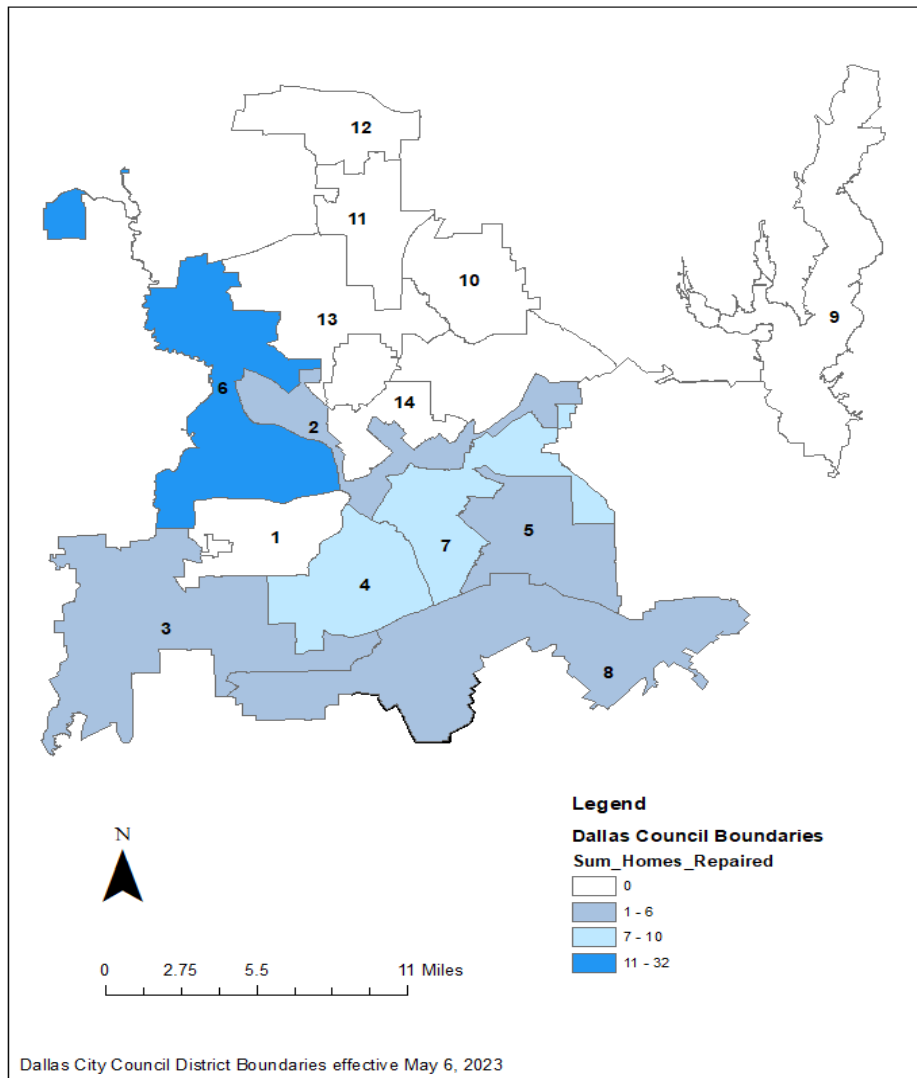 12
11
10
9
13
6
14
2
1
5
7
4
3
8
Legend
Dallas Council Boundaries
Sum_Homes_Repaired
0
1 - 6
7 - 10
11 - 32
N
0 2.75 5.5 11 Miles
Dallas City Council District Boundaries effective May 6, 2023